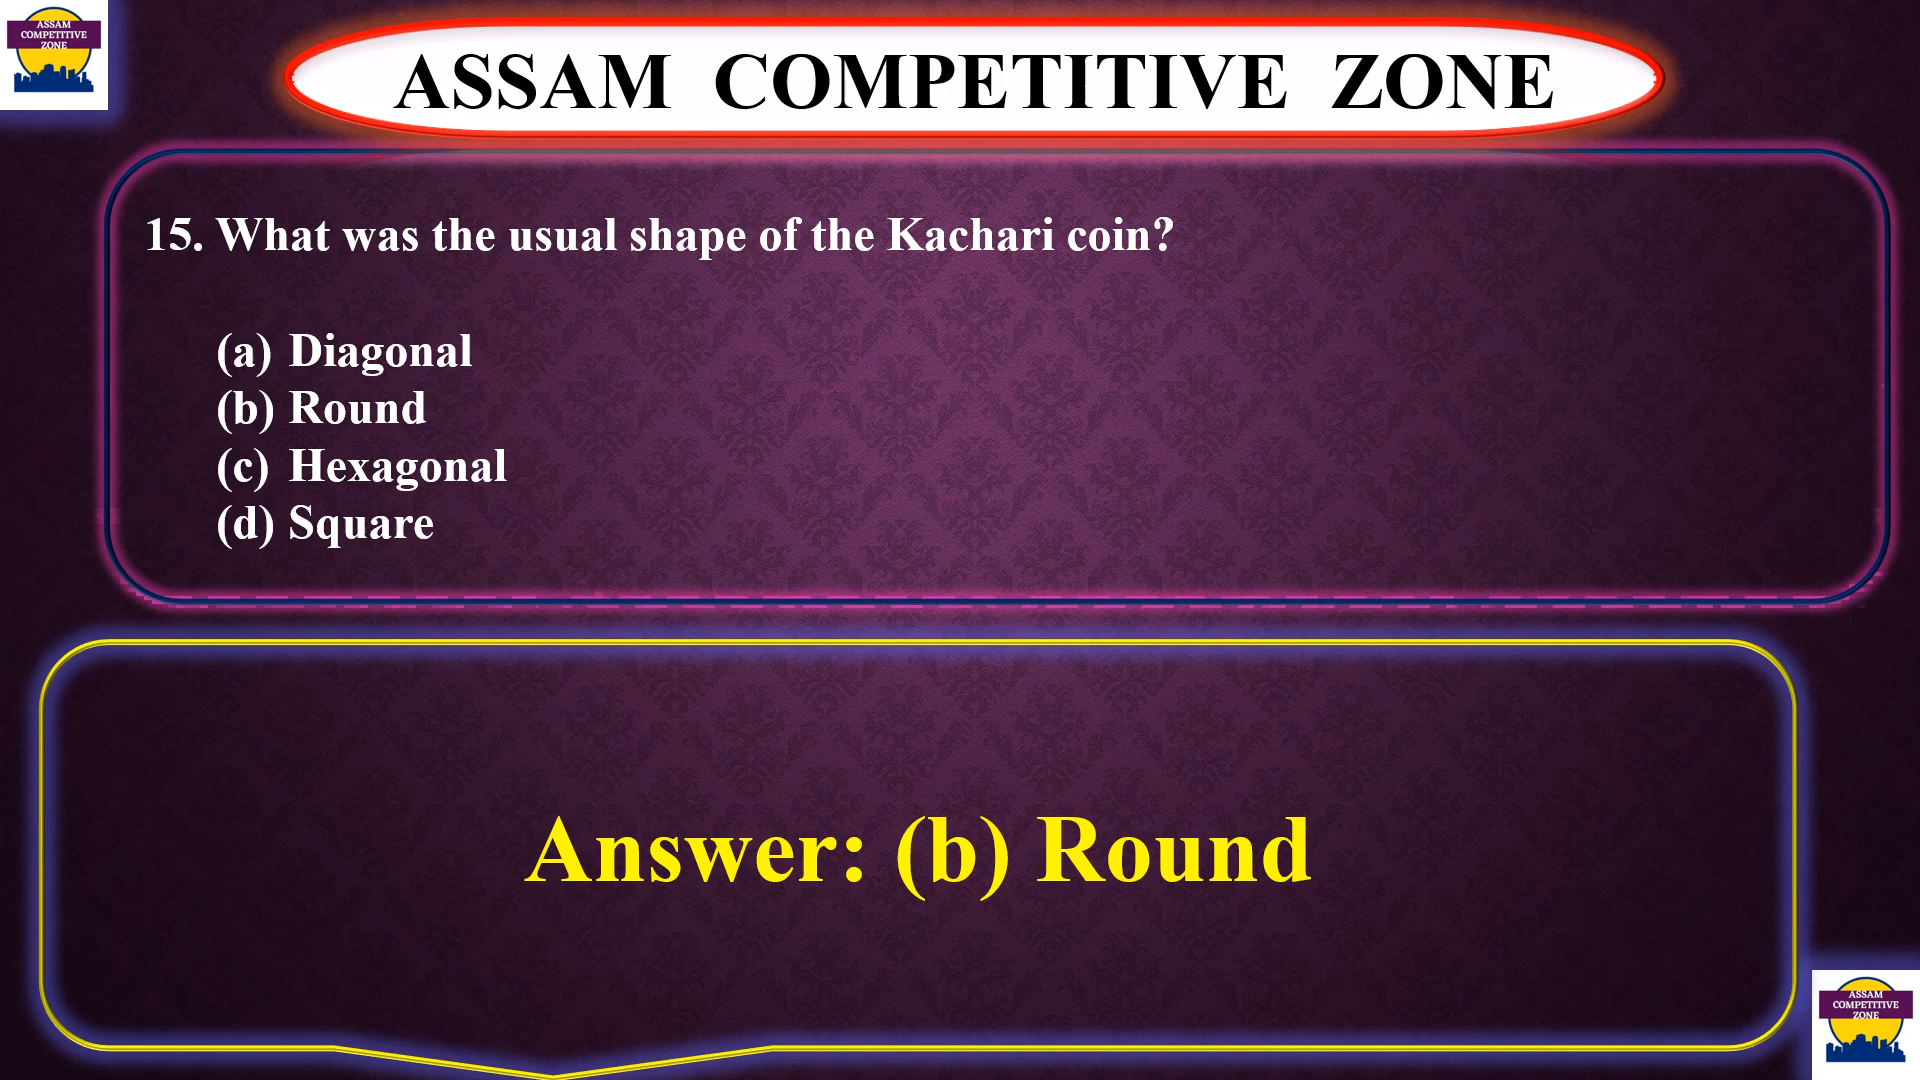 ASSAM
COMPETITIVE
ZONE
ASSAM COMPETITIVE ZONE
15. What was the usual shape of the Kachari coin?
(a) Diagonal
(b) Round
(c) Hexagonal
(d) Square
Answer: (b) Round
ASSAM
COMPETITIVE
ZONE